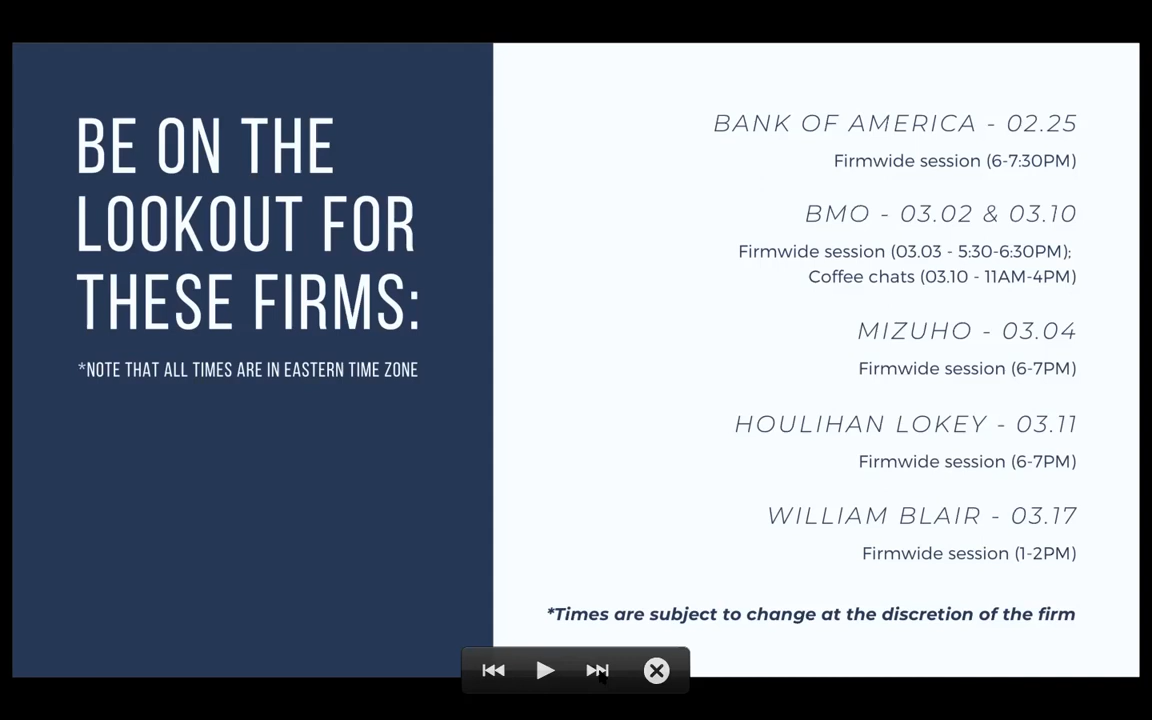 BE ON THE
LOOKOUT FOR
THESE FIRMS:
*NOTE THAT ALL TIMES ARE IN EASTERN TIME ZONE
BANK OF AMERICA - 02.25
Firmwide session (6-7:30PM)
BMO - 03.02 & 03.10
Firmwide session (03.03 - 5:30-6:30PM);
Coffee chats (03.10 - 11AM-4PM)
MIZUHO - 03.04
Firmwide session (6-7PM)
HOULIHAN LOKEY - 03.11
Firmwide session (6-7PM)
WILLIAM BLAIR - 03.17
Firmwide session (1-2PM)
*Times are subject to change at the discretion of the firm